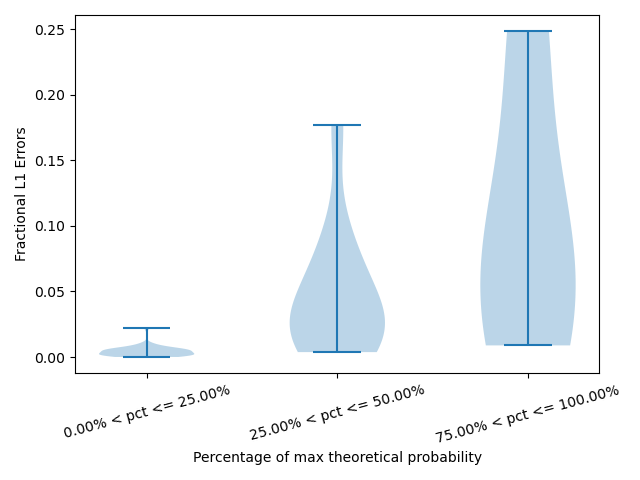 Fractional L1 Errors
0.25
0.20
0.15
0.10
0.05
0.00
0.00% < pct <= 25.00%
25.00% < pct <= 50.00%
75.00% < pct <= 100.00%
Percentage of max theoretical probability